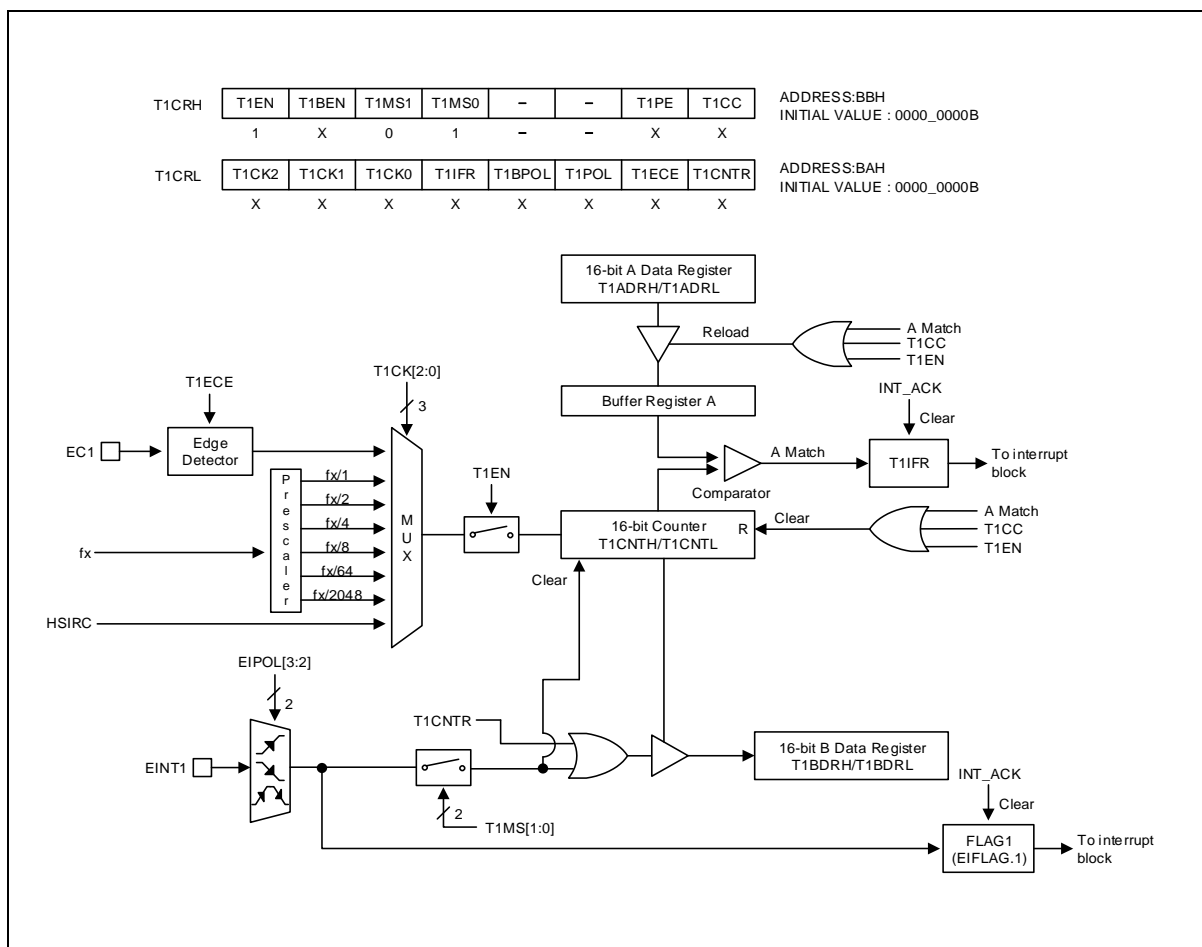 T1CRH T1EN T1BEN T1MS1 T1MS0 – – T1PE T1CC ADDRESS:BBH
INITIAL VALUE : 0000_0000B
1 X 0 1 – – X X
T1CRL T1CK2 T1CK1 T1CK0 T1IFR T1BPOL T1POL T1ECE T1CNTR ADDRESS:BAH
INITIAL VALUE : 0000_0000B
X X X X X X X X
16-bit A Data Register
T1ADRH/T1ADRL
Reload
A Match
T1CC
T1EN
T1CK[2:0]
3
T1ECE
Buffer Register A
INT_ACK
Clear
EC1
Edge
Detector
A Match
T1IFR
To interrupt
block
Comparator
Prescaler
fx/1
fx/2
fx/4
fx/8
fx/64
fx/2048
MUX
T1EN
16-bit Counter
T1CNTH/T1CNTL
R
Clear
A Match
T1CC
T1EN
fx
Clear
HSIRC
EIPOL[3:2]
2
T1CNTR
EINT1
2
T1MS[1:0]
16-bit B Data Register
T1BDRH/T1BDRL
INT_ACK
Clear
FLAG1
(EIFLAG.1)
To interrupt
block